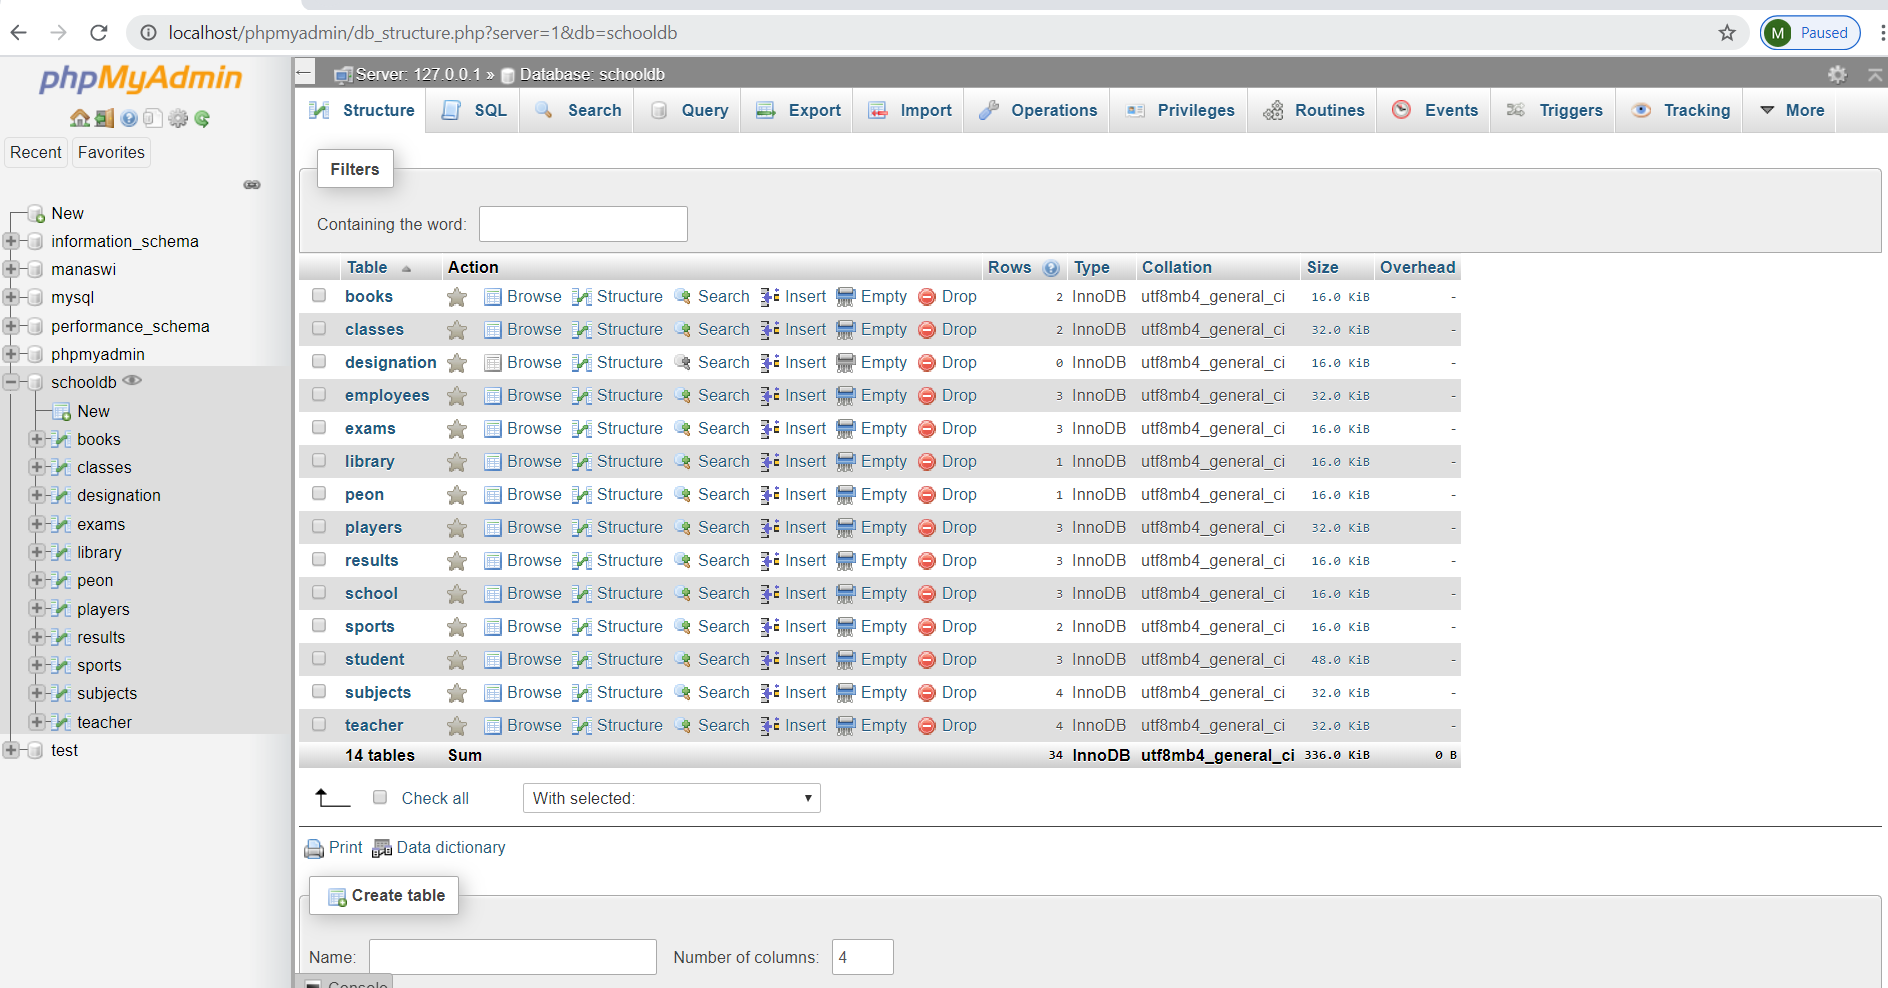 localhost/phpmyadmin/db_structure.php?server=1&db=schooldb
M Paused
phpMyAdmin
Recent Favorites
New
information_schema
manaswi
mysql
performance_schema
phpmyadmin
schooldb
New
books
classes
designation
exams
library
peon
players
results
sports
subjects
teacher
test
Server: 127.0.0.1 » Database: schooldb
Structure SQL Search Query Export Import Operations Privileges Routines Events Triggers Tracking More
Filters
Containing the word:
Table Action Rows Type Collation Size Overhead
books Browse Structure Search Insert Empty Drop 2 InnoDB utf8mb4_general_ci 16.0 KiB -
classes Browse Structure Search Insert Empty Drop 2 InnoDB utf8mb4_general_ci 32.0 KiB -
designation Browse Structure Search Insert Empty Drop 0 InnoDB utf8mb4_general_ci 16.0 KiB -
employees Browse Structure Search Insert Empty Drop 3 InnoDB utf8mb4_general_ci 32.0 KiB -
exams Browse Structure Search Insert Empty Drop 3 InnoDB utf8mb4_general_ci 16.0 KiB -
library Browse Structure Search Insert Empty Drop 1 InnoDB utf8mb4_general_ci 16.0 KiB -
peon Browse Structure Search Insert Empty Drop 1 InnoDB utf8mb4_general_ci 16.0 KiB -
players Browse Structure Search Insert Empty Drop 3 InnoDB utf8mb4_general_ci 32.0 KiB -
results Browse Structure Search Insert Empty Drop 3 InnoDB utf8mb4_general_ci 16.0 KiB -
school Browse Structure Search Insert Empty Drop 3 InnoDB utf8mb4_general_ci 16.0 KiB -
sports Browse Structure Search Insert Empty Drop 2 InnoDB utf8mb4_general_ci 16.0 KiB -
student Browse Structure Search Insert Empty Drop 3 InnoDB utf8mb4_general_ci 48.0 KiB -
subjects Browse Structure Search Insert Empty Drop 4 InnoDB utf8mb4_general_ci 32.0 KiB -
teacher Browse Structure Search Insert Empty Drop 4 InnoDB utf8mb4_general_ci 32.0 KiB -
14 tables Sum 34 InnoDB utf8mb4_general_ci 336.0 KiB 0 B
Check all With selected:
Print Data dictionary
Create table
Name: Number of columns: 4
Console